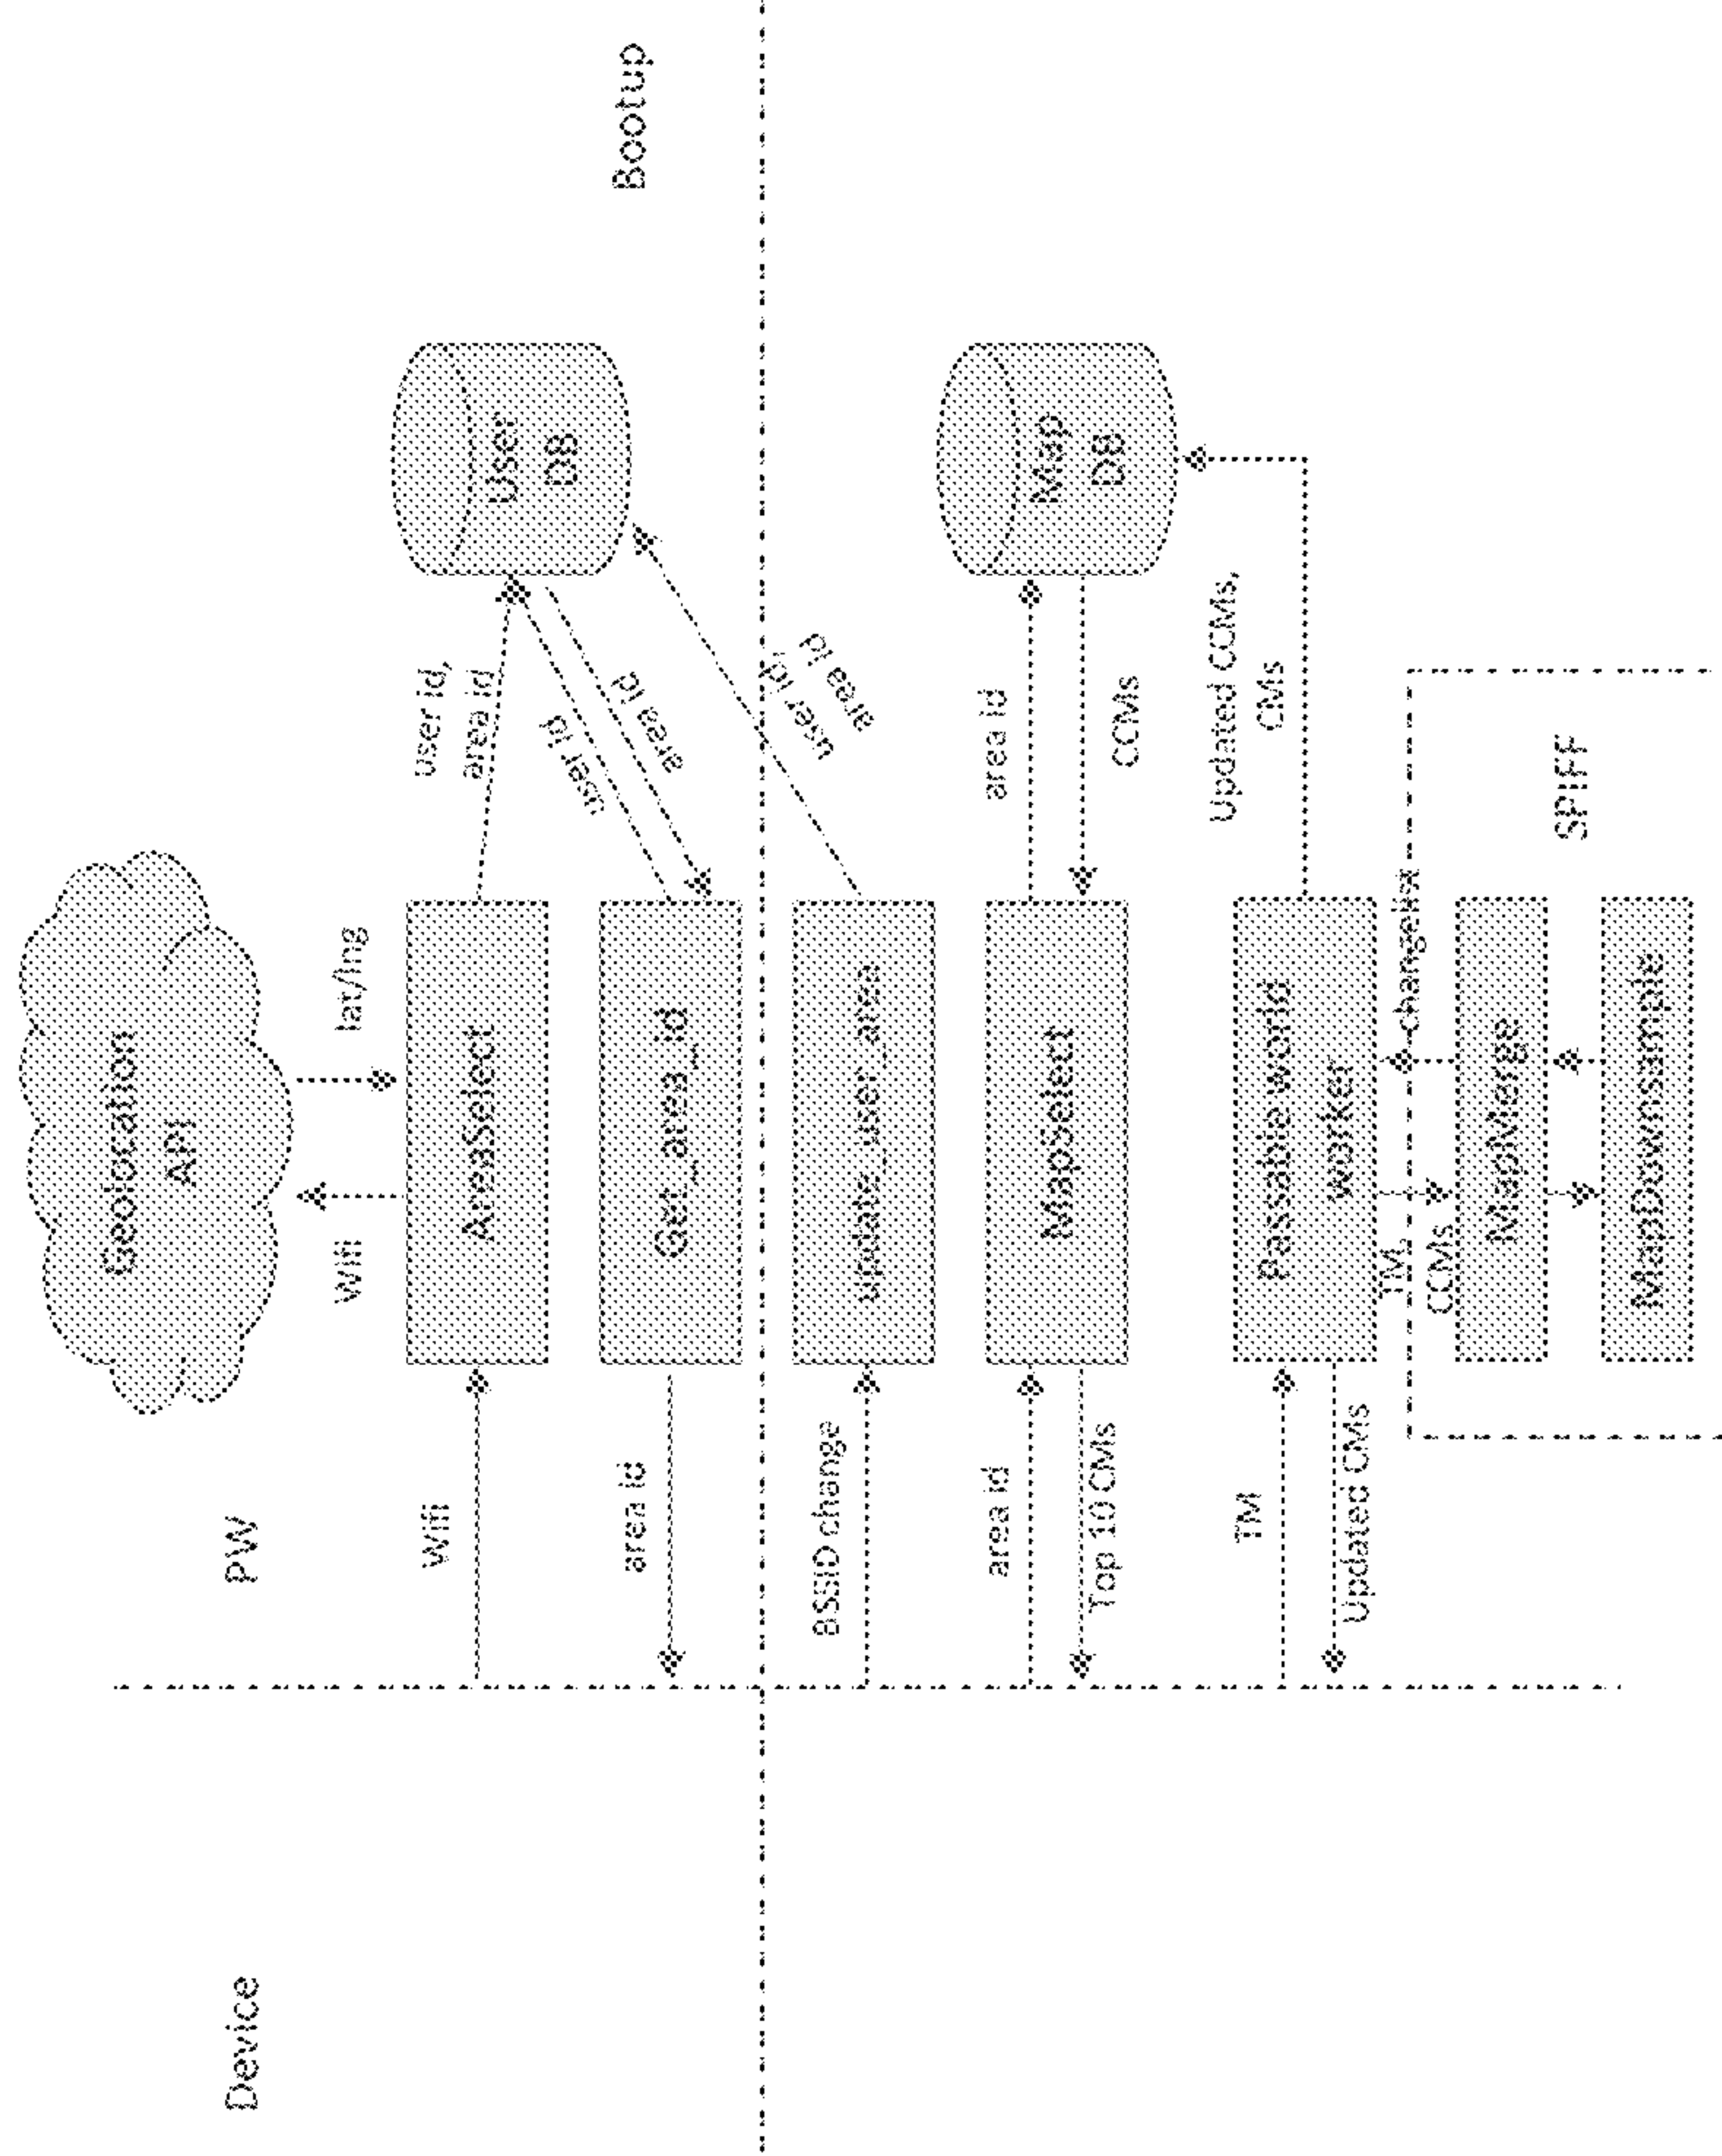 Device
PW
Bootup
Geolocation
API
Wifi
lat/lng
Wifi
AreaSelect
user id,
area id
User
DB
area id
Get_area_id
user id
area id
BSSID change
update_user_area
user id,
area id
area id
MapSelect
area id
Map
DB
Top 10 CMs
CCMs
TM
Passable world
worker
Updated CCMs,
CMs
Updated CMs
TM,
CCMs
changelist
MapMerge
SPIFF
MapDownsample